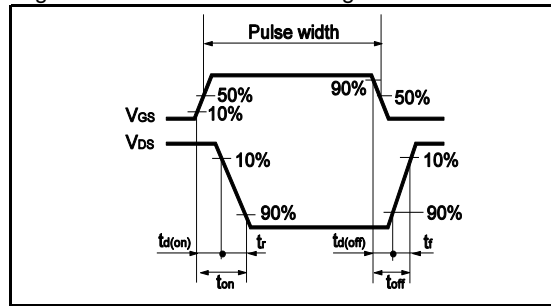 Pulse width
50%
10%
90%
50%
VGS
VDS
10%
90%
10%
90%
td(on)
tr
td(off)
tf
ton
toff